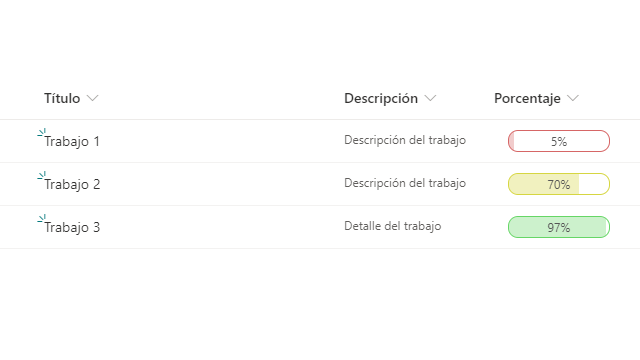 Título Descripción Porcentaje
Trabajo 1 Descripción del trabajo 5%
Trabajo 2 Descripción del trabajo 70%
Trabajo 3 Detalle del trabajo 97%